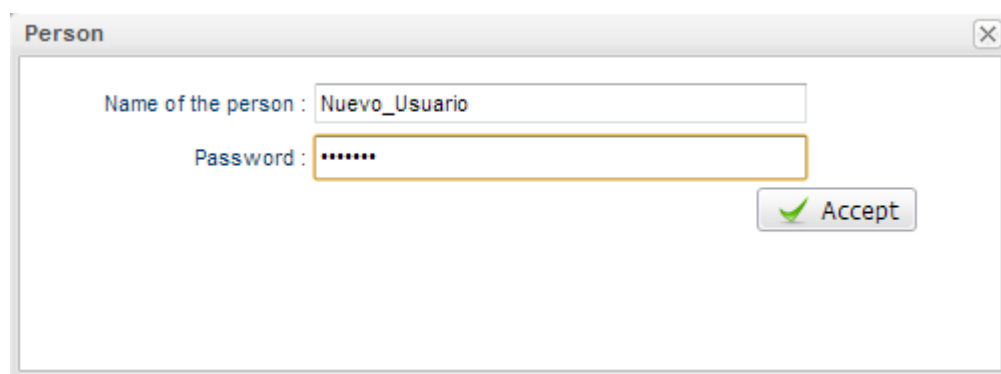 Person
Name of the person : Nuevo_Usuario
Password : •••••••
Accept